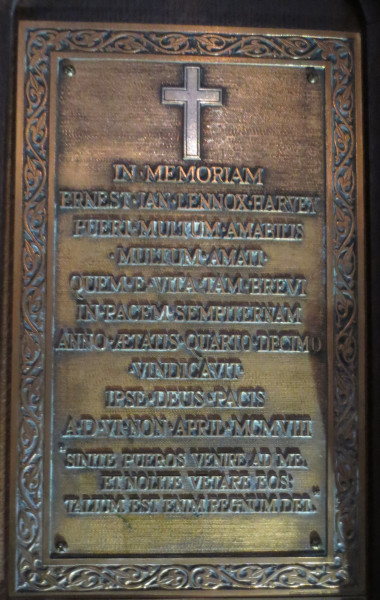 IN · MEMORIAM
ERNEST · IAN · LENNOX · HARVEY
PUERI · MULTUM · AMABILIS
· MULTUM · AMATI ·
QUEM · E · VITA · TAM · BREVI
IN · PACEM · SEMPITERNAM
ANNO · ÆTATIS · QUARTO · DECIMO
· VINDICAVIT ·
IPSE · DEUS · PACIS
A · D · VI · NON · APRIL · MCMVIII
"SINITE · PUEROS · VENIRE · AD · ME ·
ET · NOLITE · VETARE · EOS:
TALIUM · EST · ENIM · REGNUM · DEI."